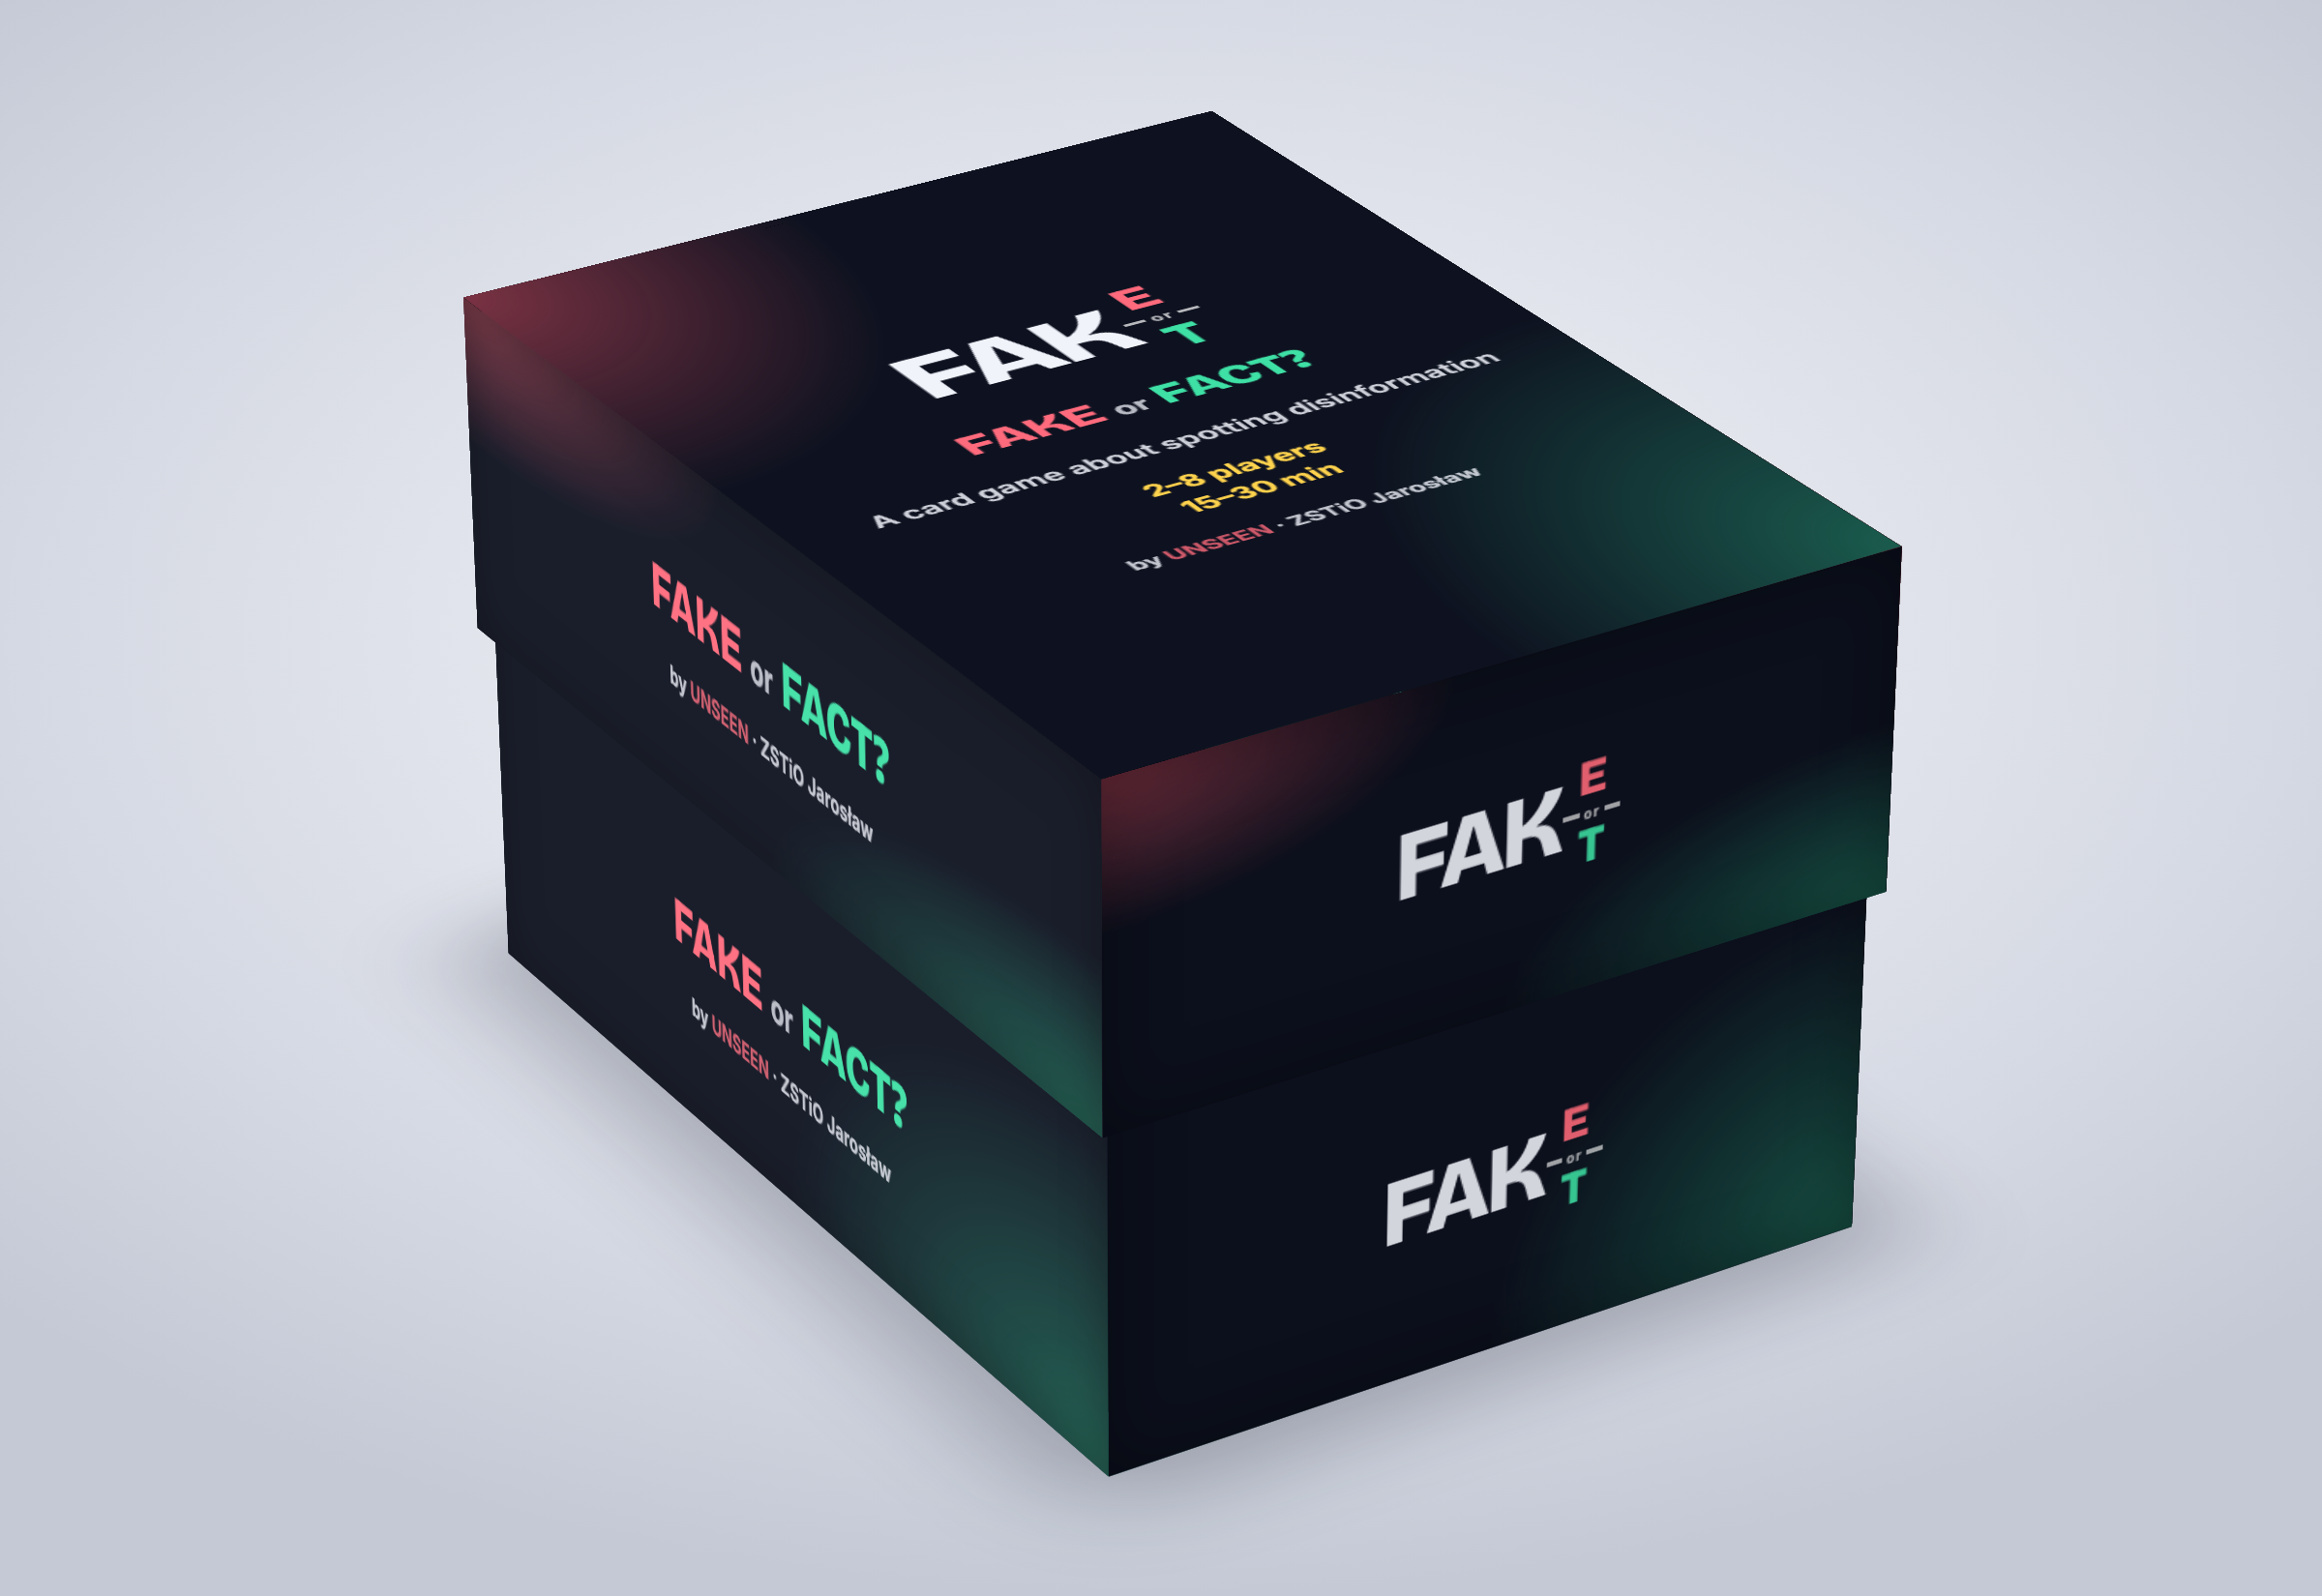 FAK E
— or —
T
FAKE or FACT?
A card game about spotting disinformation
2–8 players
15–30 min
by UNSEEN · ZSTiO Jarosław
FAKE or FACT?
by UNSEEN · ZSTiO Jarosław
FAK E
— or —
T
FAKE or FACT?
by UNSEEN · ZSTiO Jarosław
FAK E
— or —
T